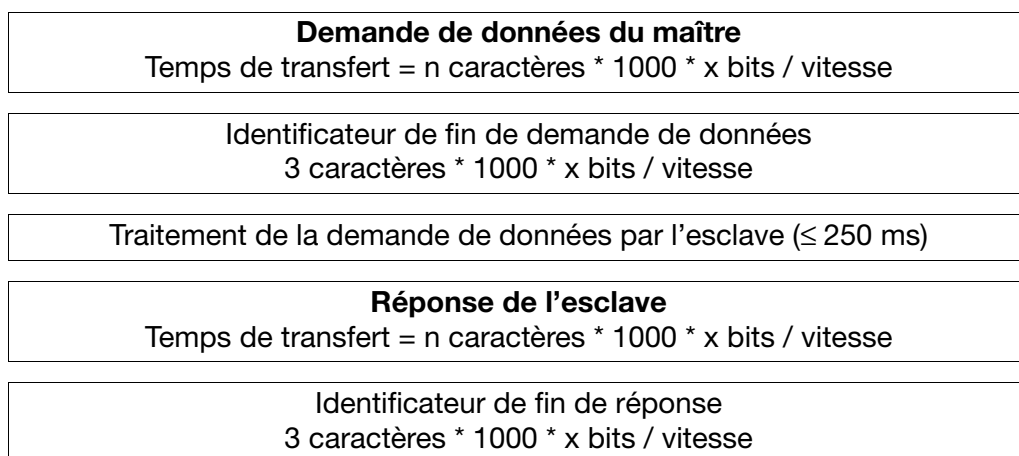 Demande de données du maître
Temps de transfert = n caractères * 1000 * x bits / vitesse
Identificateur de fin de demande de données
3 caractères * 1000 * x bits / vitesse
Traitement de la demande de données par l’esclave (≤ 250 ms)
Réponse de l’esclave
Temps de transfert = n caractères * 1000 * x bits / vitesse
Identificateur de fin de réponse
3 caractères * 1000 * x bits / vitesse